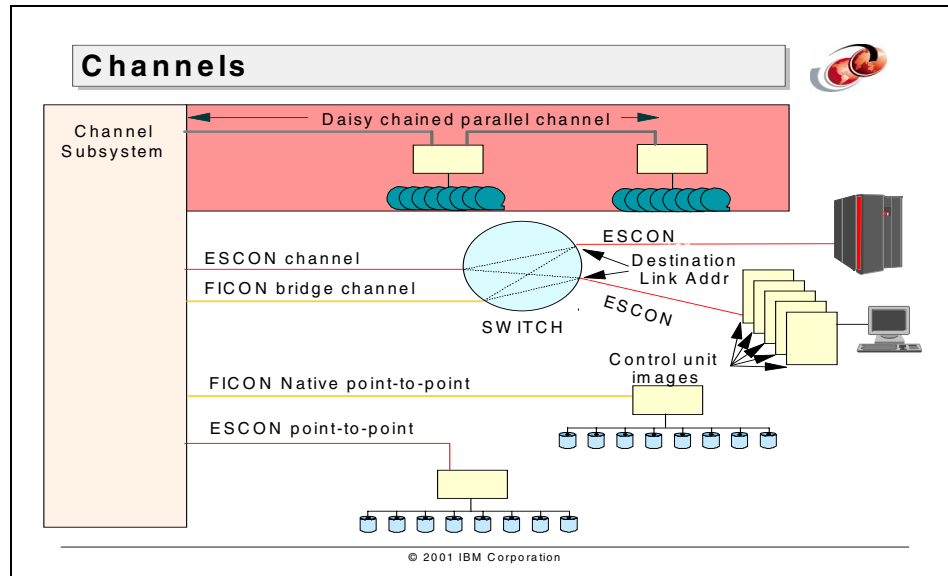 Channels
Channel
Subsystem
Daisy chained parallel channel
ESCON
ESCON channel
Destination
Link Addr
FICON bridge channel
ESCON
SWITCH
Control unit
images
FICON Native point-to-point
ESCON point-to-point
© 2001 IBM Corporation